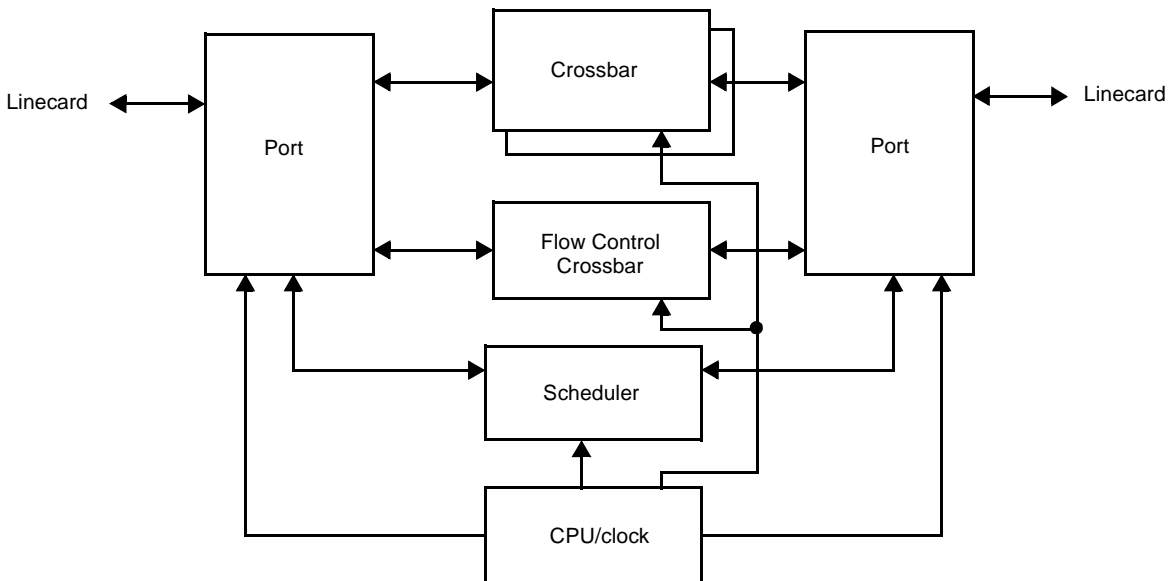 Crossbar
Linecard
Linecard
Port
Port
Flow Control
Crossbar
Scheduler
CPU/clock